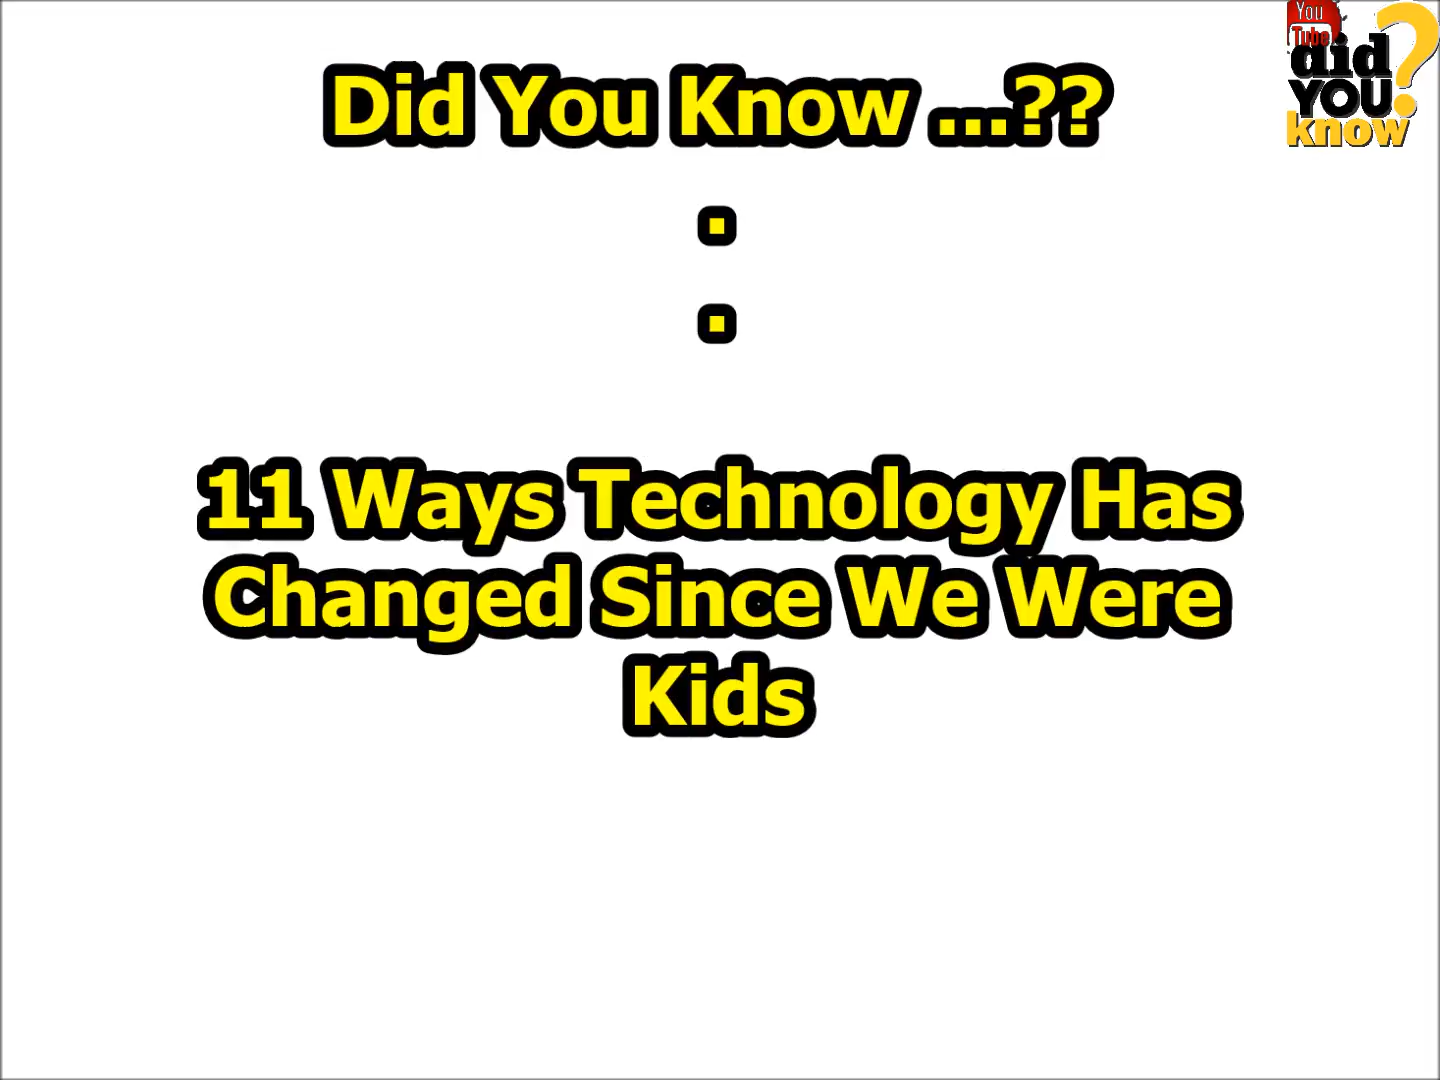 Did You Know ...??
.
.
11 Ways Technology Has
Changed Since We Were
Kids
You
Tube
did
YOU?
know